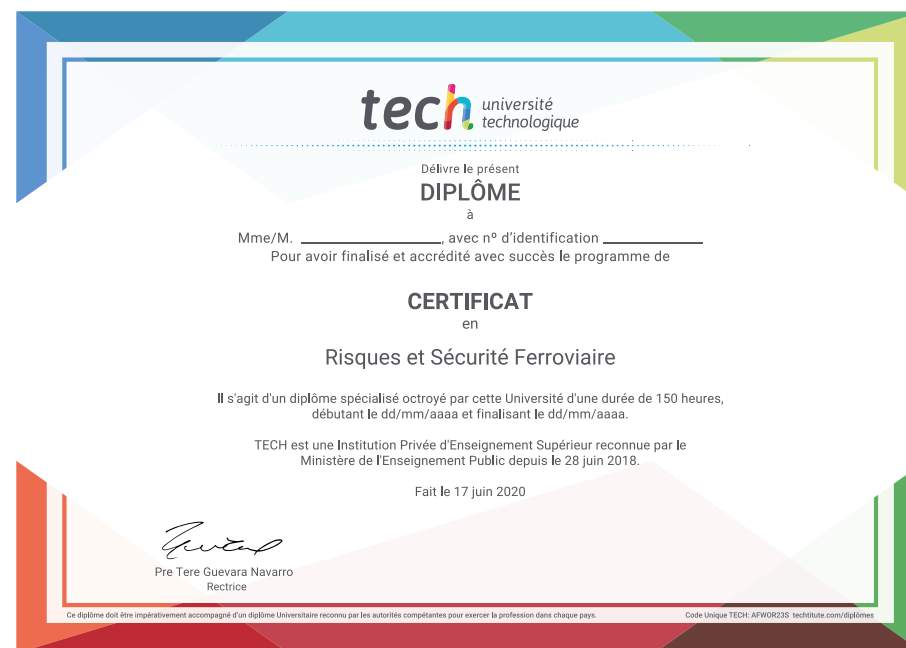 tech université
technologique
Délivre le présent
DIPLÔME
à
Mme/M. ____________________, avec nº d'identification ______________
Pour avoir finalisé et accrédité avec succès le programme de
CERTIFICAT
en
Risques et Sécurité Ferroviaire
Il s'agit d'un diplôme spécialisé octroyé par cette Université d'une durée de 150 heures,
débutant le dd/mm/aaaa et finalisant le dd/mm/aaaa.
TECH est une Institution Privée d'Enseignement Supérieur reconnue par le
Ministère de l'Enseignement Public depuis le 28 juin 2018.
Fait le 17 juin 2020
Pre Tere Guevara Navarro
Rectrice
Ce diplôme doit être impérativement accompagné d'un diplôme Universitaire reconnu par les autorités compétentes pour exercer la profession dans chaque pays.
Code Unique TECH: AFWOR23S techtitute.com/diplômes